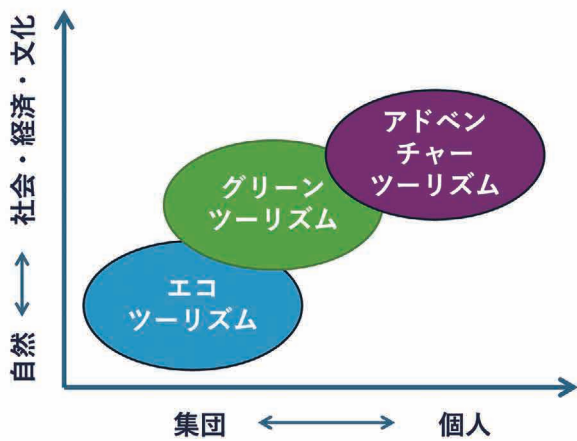 社会・経済・文化
自然
アドベン
チャー
ツーリズム
グリーン
ツーリズム
エコ
ツーリズム
集団
個人